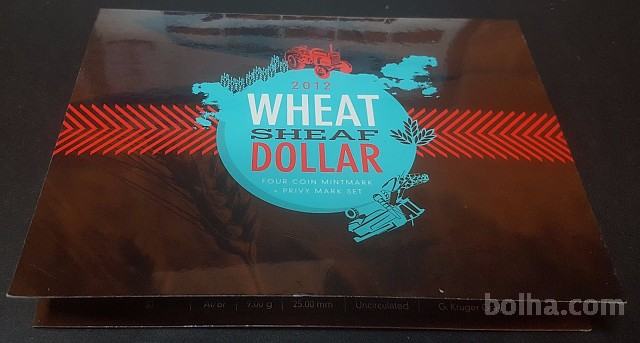 2012
WHEAT
SHEAF
DOLLAR
FOUR COIN MINTMARK
+ PRIVY MARK SET
Al/Br 9.00 g 25.00 mm Uncirculated G. Kruger
bolha.com